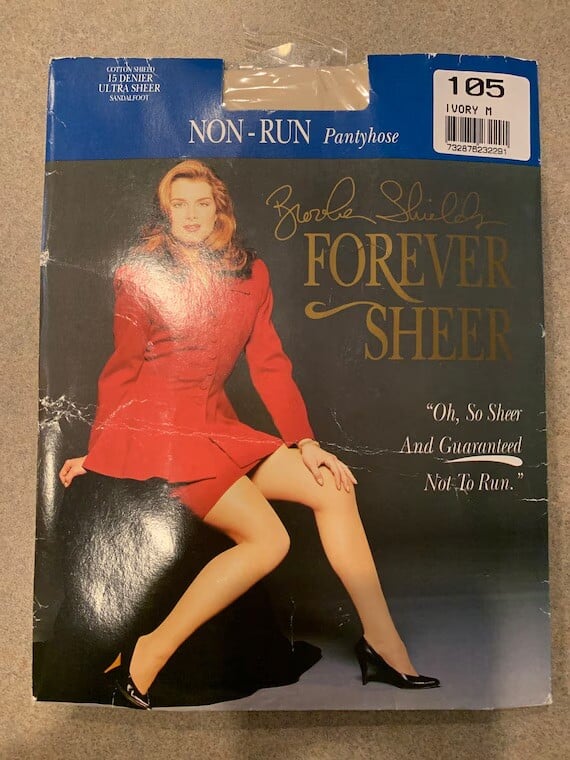 COTTON SHIELD
15 DENIER
ULTRA SHEER
SANDALFOOT
105
IVORY M
732878232291
NON-RUN Pantyhose
Brooke Shields
FOREVER
SHEER
“Oh, So Sheer
And Guaranteed
Not To Run.”